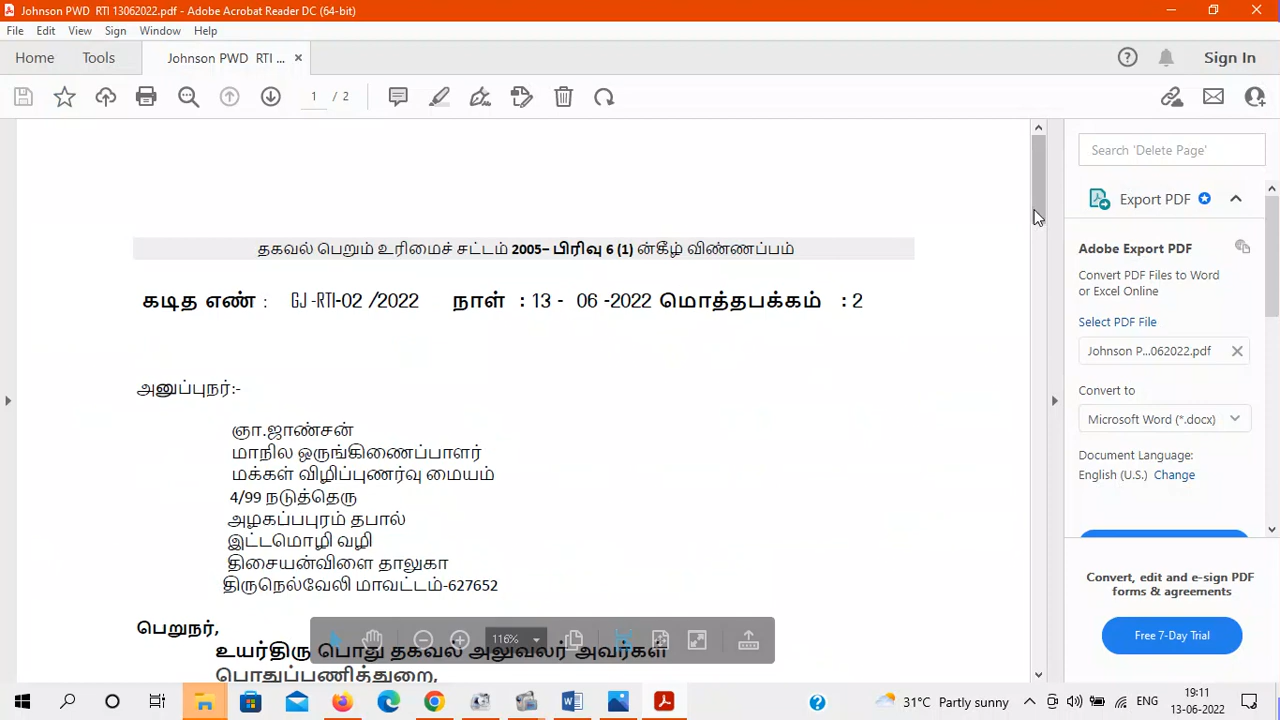 Johnson PWD  RTI 13062022.pdf - Adobe Acrobat Reader DC (64-bit)
File Edit View Sign Window Help
Home Tools Johnson PWD  RTI ... × Sign In
1 / 2
Search 'Delete Page'
Export PDF
Adobe Export PDF
Convert PDF Files to Word
or Excel Online
Select PDF File
Johnson P...062022.pdf
Convert to
Microsoft Word (*.docx)
Document Language:
English (U.S.) Change
Convert, edit and e-sign PDF
forms & agreements
Free 7-Day Trial
தகவல் பெறும் உரிமைச் சட்டம் 2005– பிரிவு 6 (1) ன்கீழ் விண்ணப்பம்
கடித எண் : GJ -RTI-02 /2022 நாள் : 13 - 06 -2022 மொத்தபக்கம் : 2
அனுப்புநர்:-
ஞா.ஜாண்சன்
மாநில ஒருங்கிணைப்பாளர்
மக்கள் விழிப்புணர்வு மையம்
4/99 நடுத்தெரு
அழகப்பபுரம் தபால்
இட்டமொழி வழி
திசையன்விளை தாலுகா
திருநெல்வேலி மாவட்டம்-627652
பெறுநர்,
உயர்திரு பொது தகவல் அலுவலர் அவர்கள்
பொதுப்பணித்துறை,
116%
31°C Partly sunny ENG 19:11
13-06-2022